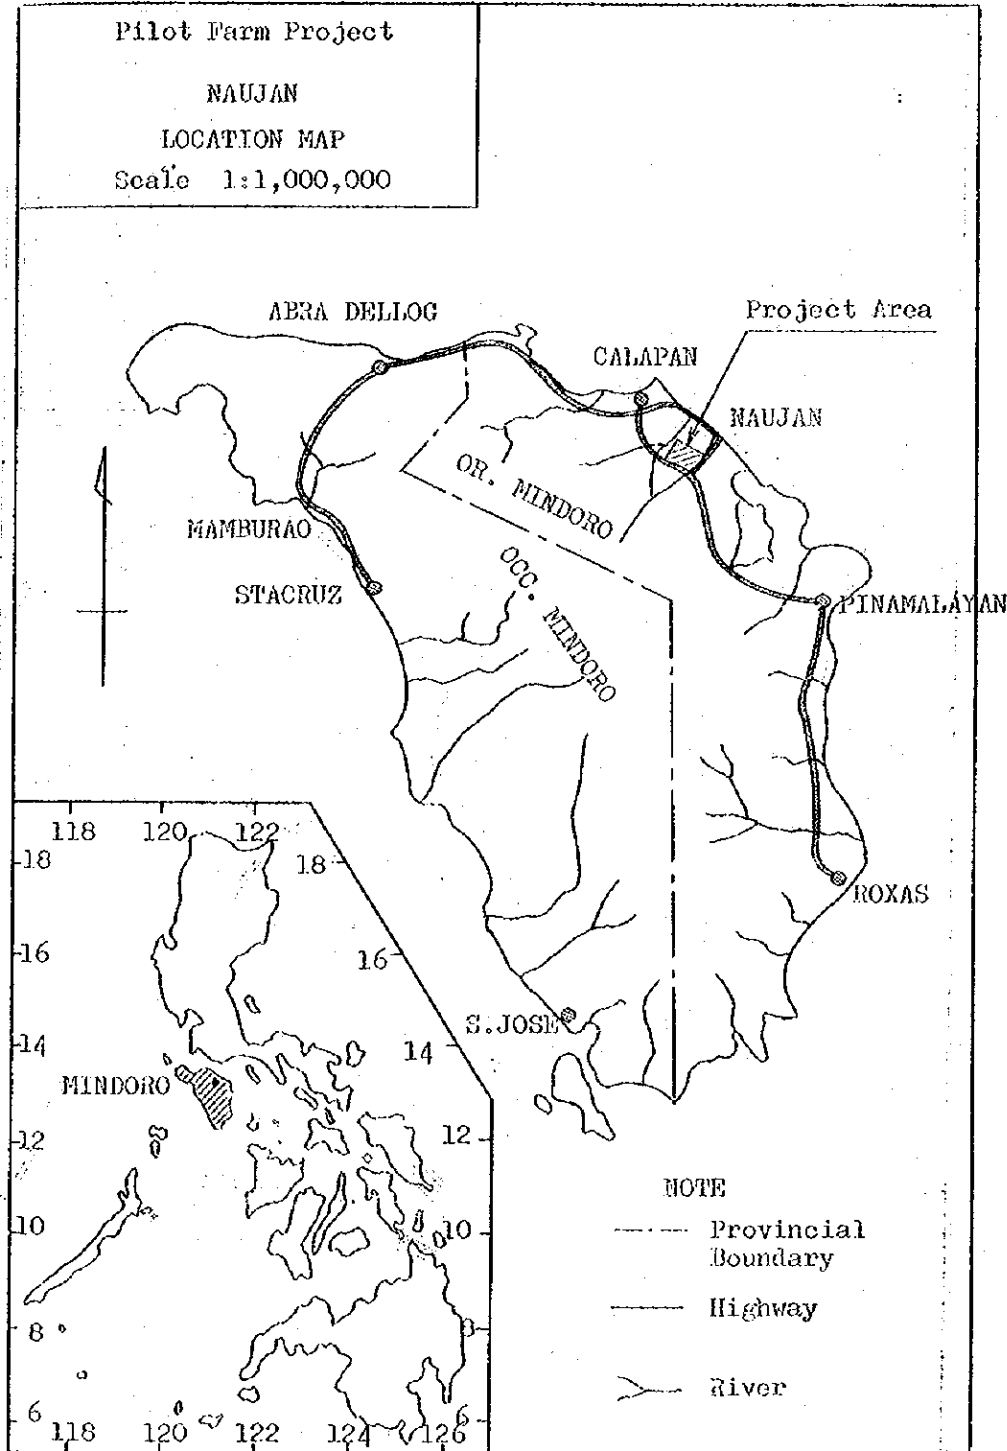 Pilot Farm Project
NAUJAN
LOCATION MAP
Scale 1:1,000,000
ABRA DELLOG
Project Area
CALAPAN
NAUJAN
OR. MINDORO
MAMBURAO
OCC. MINDORO
STACRUZ
PINAMALAYAN
ROXAS
S.JOSE
118 120 122
18 18
16 16
14 14
MINDORO
12 12
10 10
8 8
6 6
118 120 122 124 126
NOTE
Provincial
Boundary
Highway
River